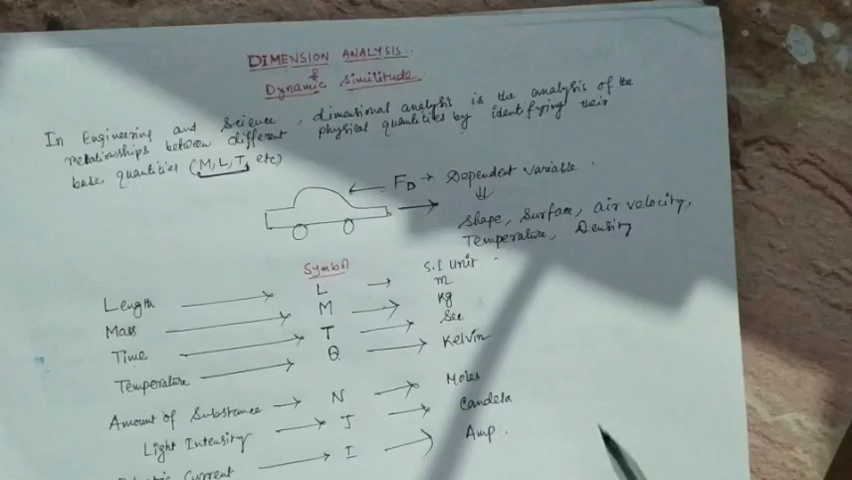 DIMENSION ANALYSIS
&
Dynamic Similitude
In Engineering and Science, dimensional analysis is the analysis of the
relationships between different physical quantities by identifying their
base quantities (M, L, T, etc)
FD → Dependent variable.
⇓
Shape, Surface, air velocity,
Temperature, Density
Symbol S.I Unit
Length → L → m
Mass → M → kg
Time → T → Sec
Temperature → θ → Kelvin
Amount of Substance → N → Moles
Light Intensity → J → Candela
Electric Current → I → Amp.